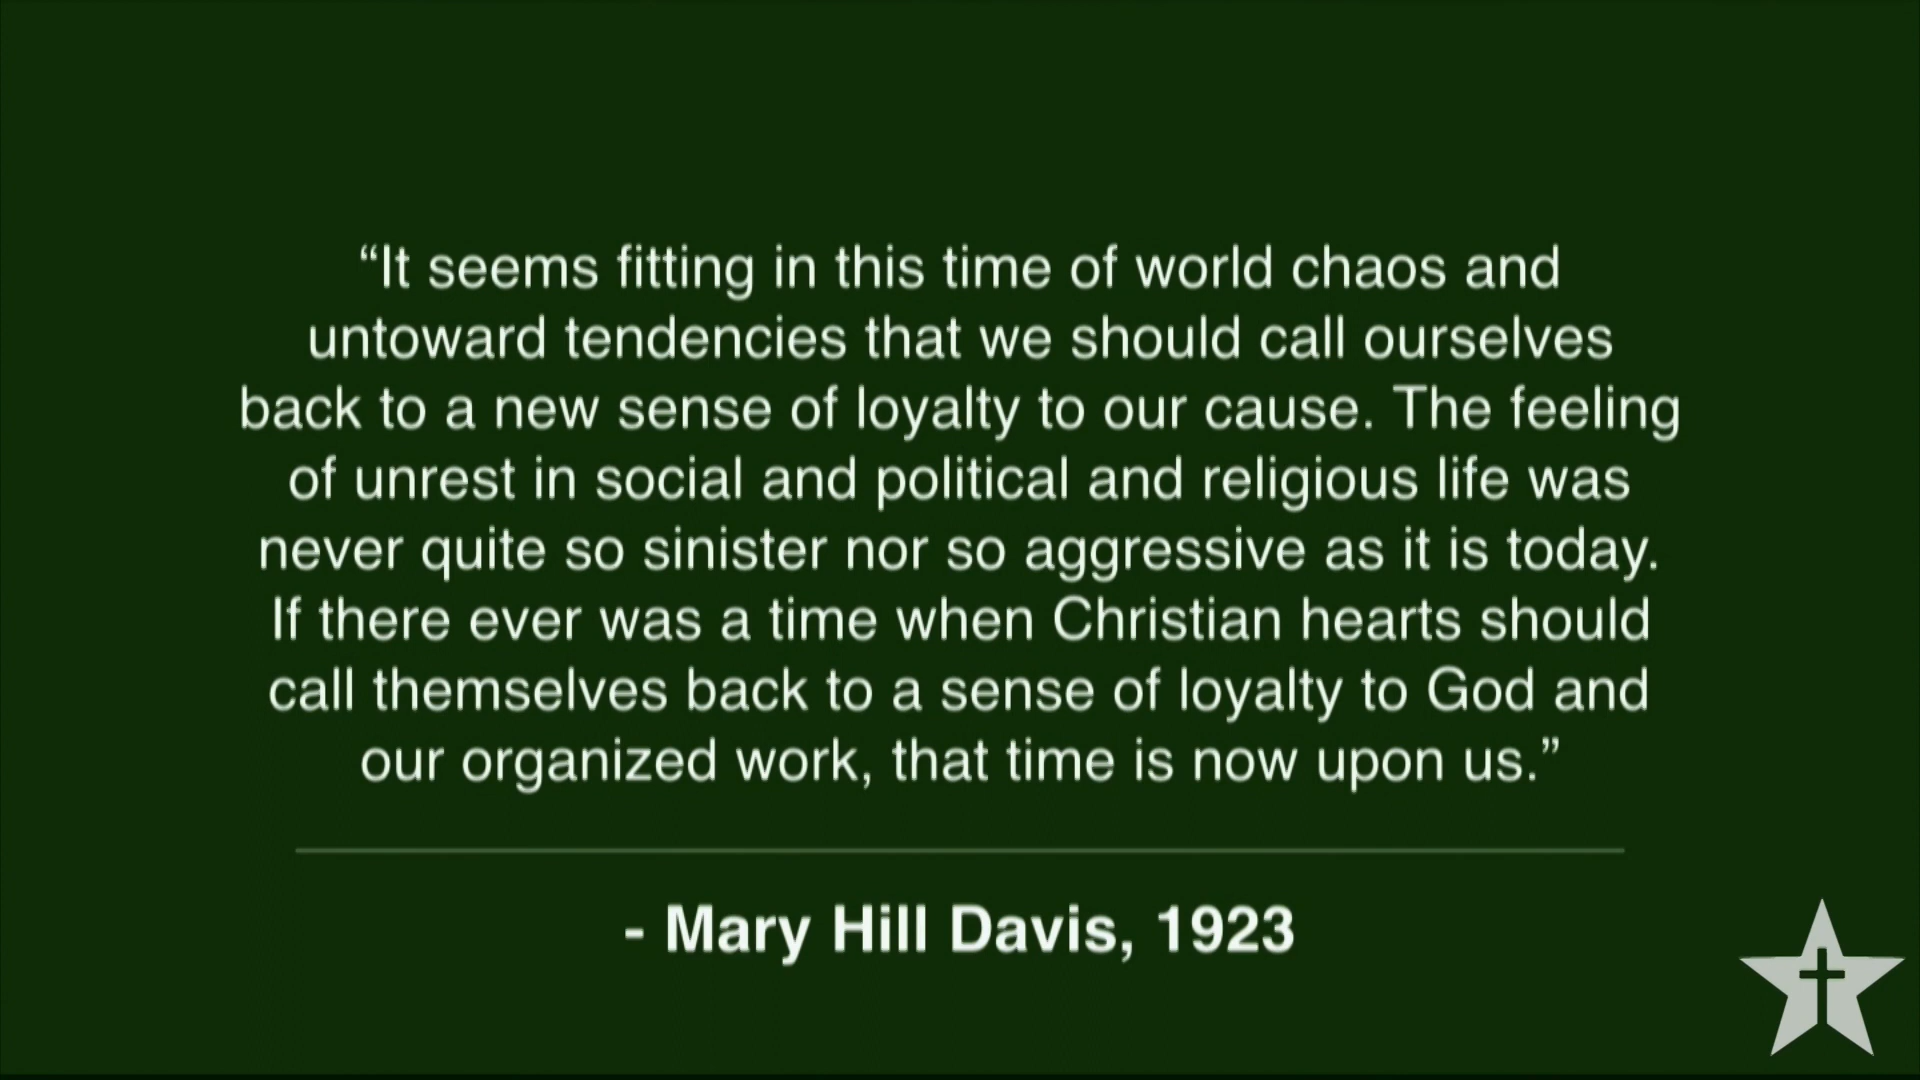 “It seems fitting in this time of world chaos and
untoward tendencies that we should call ourselves
back to a new sense of loyalty to our cause. The feeling
of unrest in social and political and religious life was
never quite so sinister nor so aggressive as it is today.
If there ever was a time when Christian hearts should
call themselves back to a sense of loyalty to God and
our organized work, that time is now upon us.”
- Mary Hill Davis, 1923